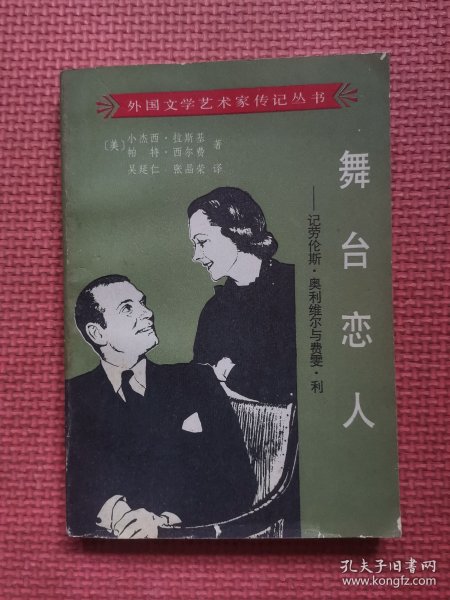 外国文学艺术家传记丛书
〔美〕小杰西·拉斯基
帕特·西尔费 著
吴延仁 张晶荣 译
舞台恋人
——记劳伦斯·奥利维尔与费雯·利
孔夫子旧书网
www.kongfz.com